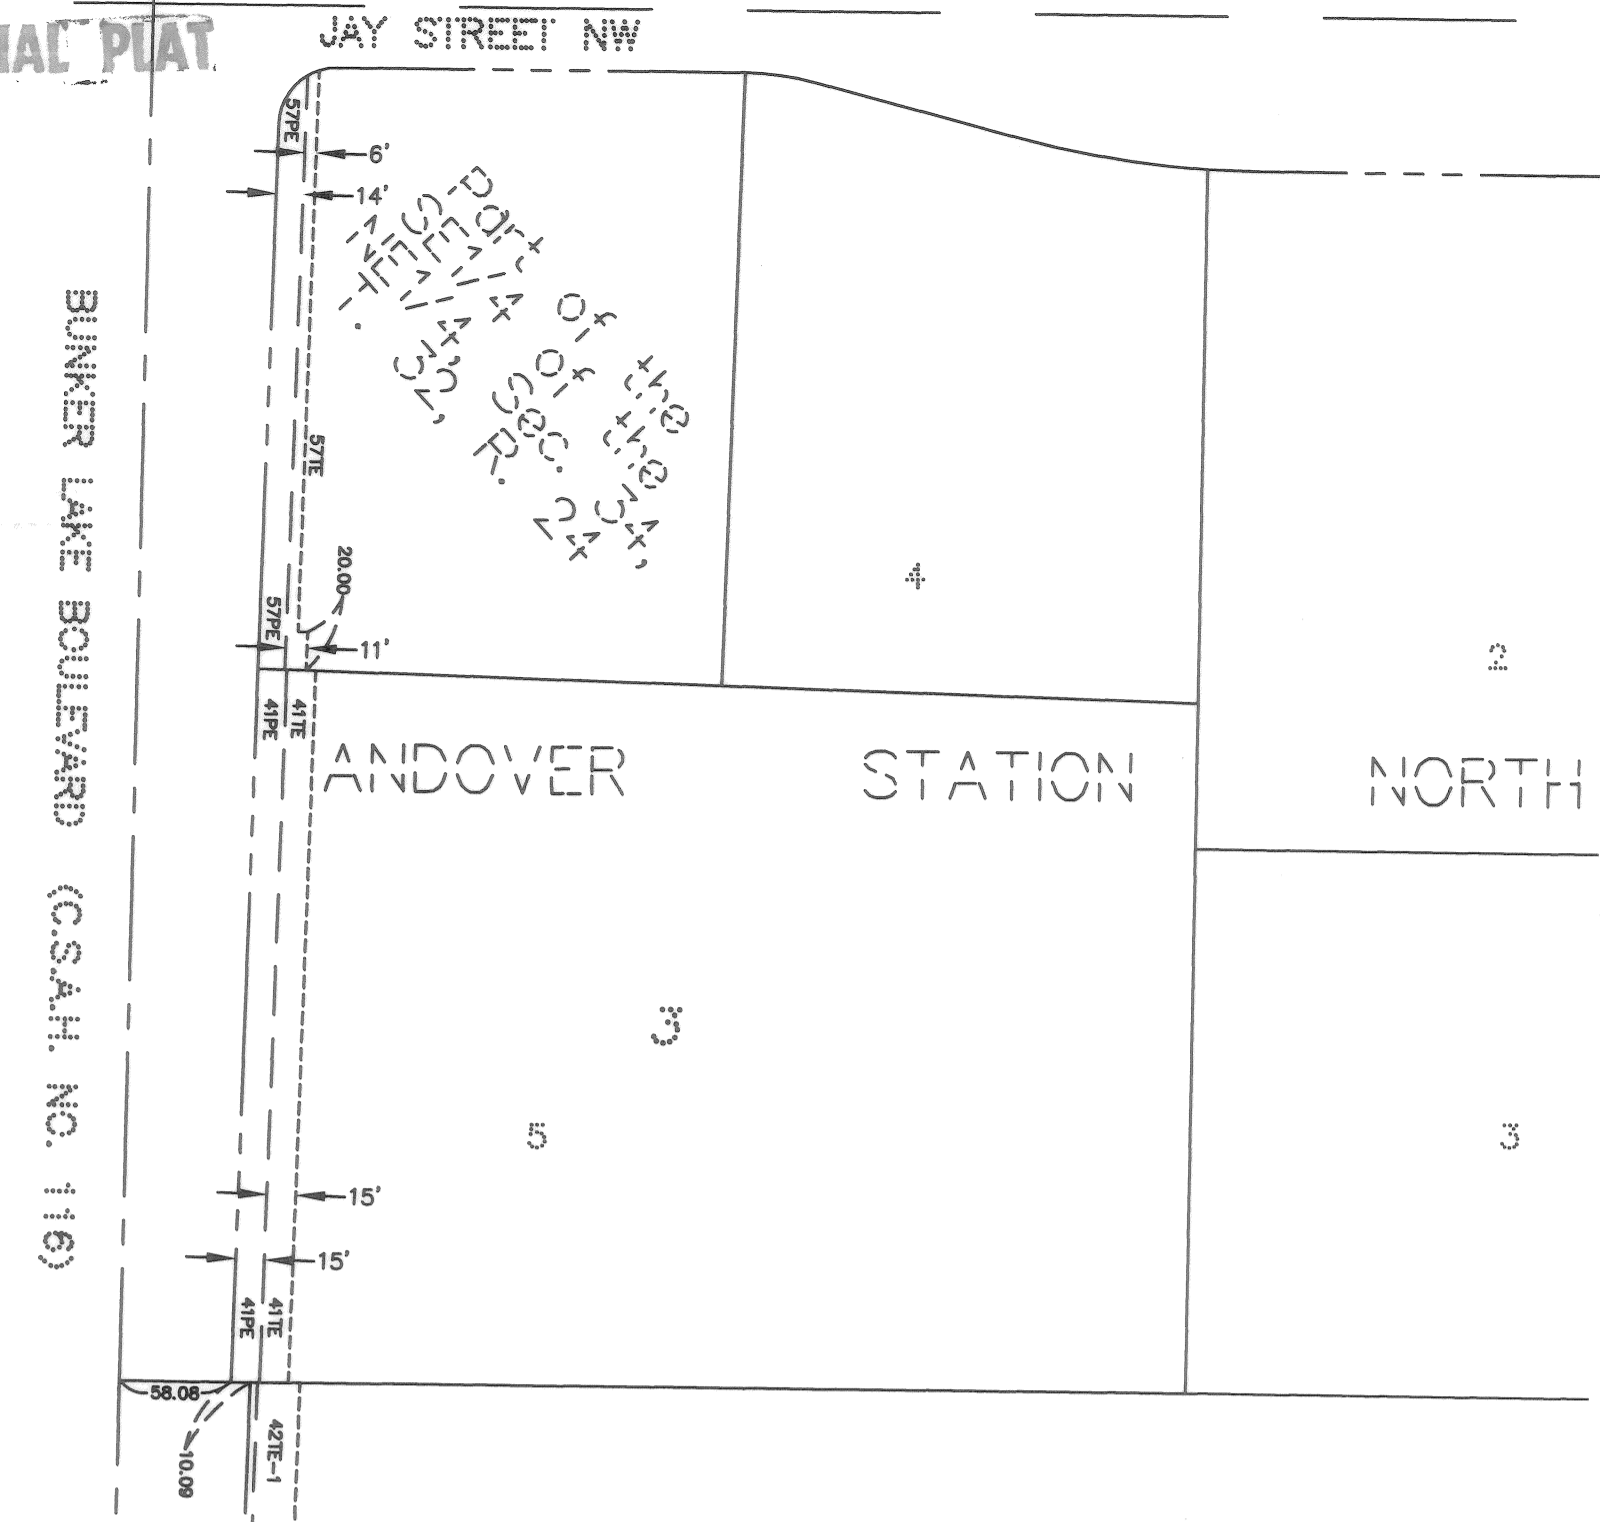 IAL PLAT
JAY STREET NW
57PE
6'
14'
Part of the
SE1/4 of the
NE1/4, Sec. 34,
T. 32, R. 24
57TE
20.00
57PE
11'
4
2
41PE
41TE
ANDOVER STATION NORTH
BUNKER LAKE BOULEVARD (C.S.A.H. NO. 116)
3
5
3
15'
15'
41PE
41TE
58.08
10.09
42TE-1